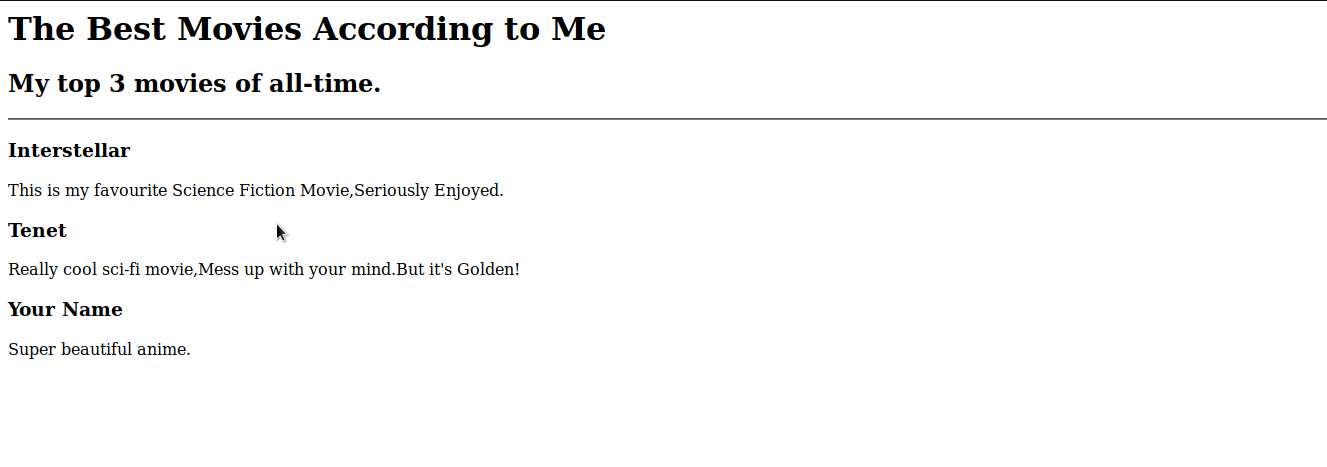 The Best Movies According to Me
My top 3 movies of all-time.
Interstellar
This is my favourite Science Fiction Movie,Seriously Enjoyed.
Tenet
Really cool sci-fi movie,Mess up with your mind.But it's Golden!
Your Name
Super beautiful anime.